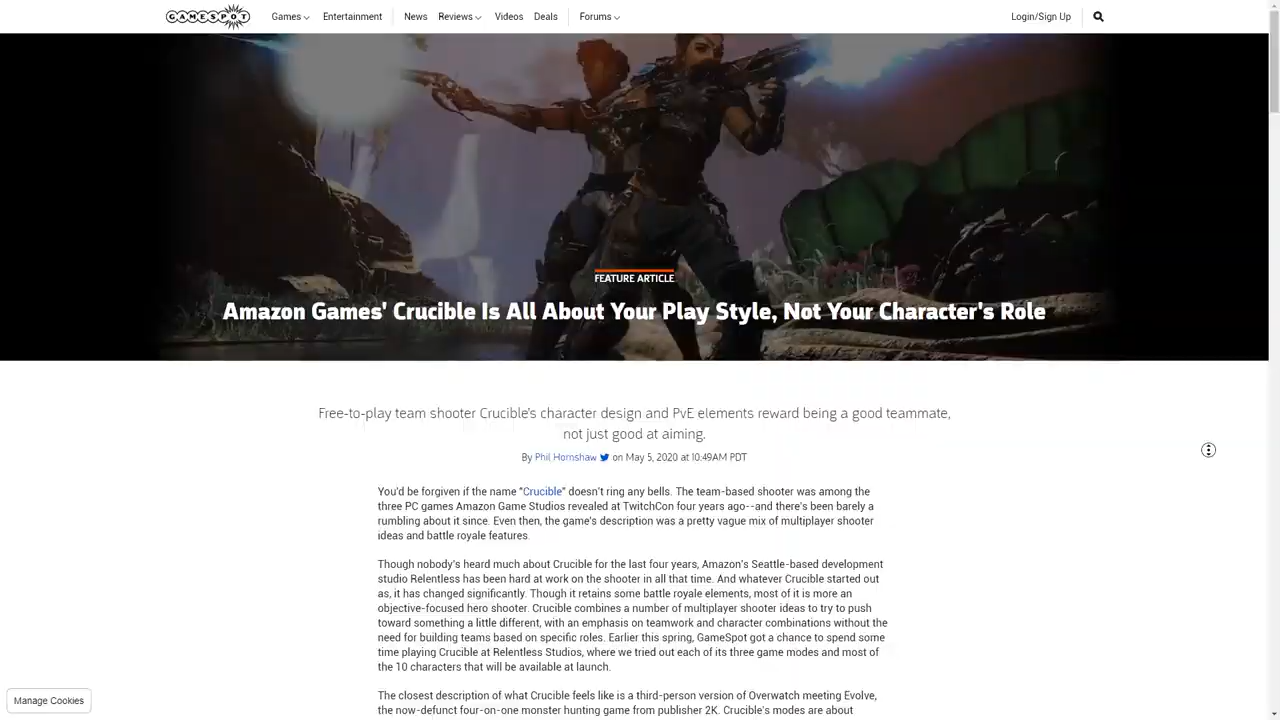 GAMESPOT
Games
Entertainment
News
Reviews
Videos
Deals
Forums
Login/Sign Up
FEATURE ARTICLE
Amazon Games' Crucible Is All About Your Play Style, Not Your Character's Role
Free-to-play team shooter Crucible's character design and PvE elements reward being a good teammate,
not just good at aiming.
By Phil Hornshaw on May 5, 2020 at 10:49AM PDT
You'd be forgiven if the name "Crucible" doesn't ring any bells. The team-based shooter was among the
three PC games Amazon Game Studios revealed at TwitchCon four years ago--and there's been barely a
rumbling about it since. Even then, the game's description was a pretty vague mix of multiplayer shooter
ideas and battle royale features.
Though nobody's heard much about Crucible for the last four years, Amazon's Seattle-based development
studio Relentless has been hard at work on the shooter in all that time. And whatever Crucible started out
as, it has changed significantly. Though it retains some battle royale elements, most of it is more an
objective-focused hero shooter. Crucible combines a number of multiplayer shooter ideas to try to push
toward something a little different, with an emphasis on teamwork and character combinations without the
need for building teams based on specific roles. Earlier this spring, GameSpot got a chance to spend some
time playing Crucible at Relentless Studios, where we tried out each of its three game modes and most of
the 10 characters that will be available at launch.
The closest description of what Crucible feels like is a third-person version of Overwatch meeting Evolve,
the now-defunct four-on-one monster hunting game from publisher 2K. Crucible's modes are about
Manage Cookies